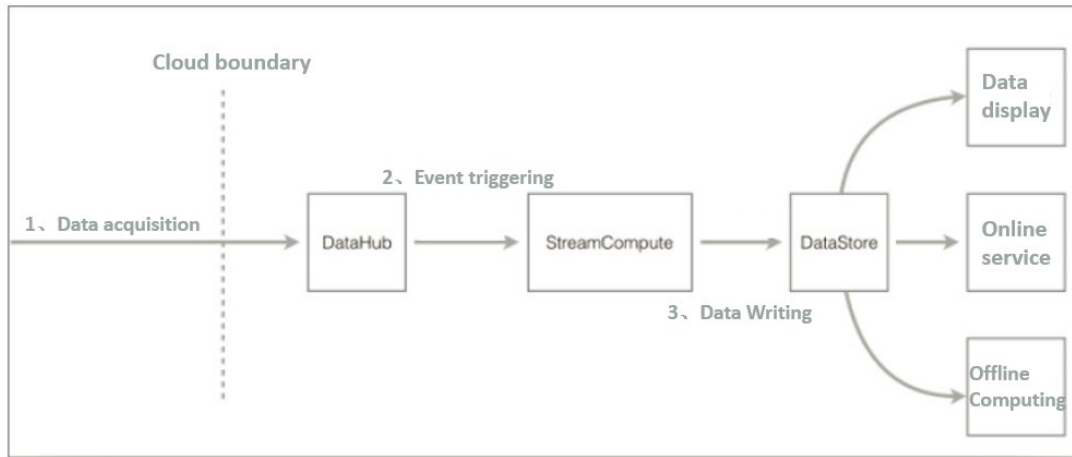 Cloud boundary
1、Data acquisition
DataHub
2、Event triggering
StreamCompute
3、Data Writing
DataStore
Data
display
Online
service
Offline
Computing